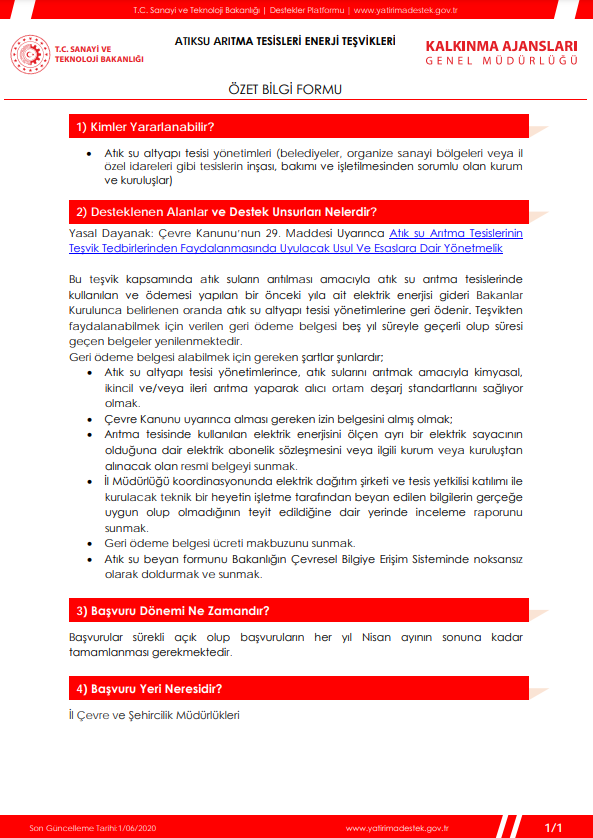 T.C. Sanayi ve Teknoloji Bakanlığı | Destekler Platformu | www.yatirimadestek.gov.tr
T.C. SANAYİ VE
TEKNOLOJİ BAKANLIĞI
ATIKSU ARITMA TESİSLERİ ENERJİ TEŞVİKLERİ
KALKINMA AJANSLARI
GENEL MÜDÜRLÜĞÜ
ÖZET BİLGİ FORMU
1) Kimler Yararlanabilir?
• Atık su altyapı tesisi yönetimleri (belediyeler, organize sanayi bölgeleri veya il
özel idareleri gibi tesislerin inşası, bakımı ve işletilmesinden sorumlu olan kurum
ve kuruluşlar)
2) Desteklenen Alanlar ve Destek Unsurları Nelerdir?
Yasal Dayanak: Çevre Kanunu'nun 29. Maddesi Uyarınca Atık su Arıtma Tesislerinin
Teşvik Tedbirlerinden Faydalanmasında Uyulacak Usul Ve Esaslara Dair Yönetmelik
Bu teşvik kapsamında atık suların arıtılması amacıyla atık su arıtma tesislerinde
kullanılan ve ödemesi yapılan bir önceki yıla ait elektrik enerjisi gideri Bakanlar
Kurulunca belirlenen oranda atık su altyapı tesisi yönetimlerine geri ödenir. Teşvikten
faydalanabilmek için verilen geri ödeme belgesi beş yıl süreyle geçerli olup süresi
geçen belgeler yenilenmektedir.
Geri ödeme belgesi alabilmek için gereken şartlar şunlardır;
• Atık su altyapı tesisi yönetimlerince, atık sularını arıtmak amacıyla kimyasal,
ikincil ve/veya ileri arıtma yaparak alıcı ortam deşarj standartlarını sağlıyor
olmak.
• Çevre Kanunu uyarınca alması gereken izin belgesini almış olmak;
• Arıtma tesisinde kullanılan elektrik enerjisini ölçen ayrı bir elektrik sayacının
olduğuna dair elektrik abonelik sözleşmesini veya ilgili kurum veya kuruluştan
alınacak olan resmi belgeyi sunmak.
• İl Müdürlüğü koordinasyonunda elektrik dağıtım şirketi ve tesis yetkilisi katılımı ile
kurulacak teknik bir heyetin işletme tarafından beyan edilen bilgilerin gerçeğe
uygun olup olmadığının teyit edildiğine dair yerinde inceleme raporunu
sunmak.
• Geri ödeme belgesi ücreti makbuzunu sunmak.
• Atık su beyan formunu Bakanlığın Çevresel Bilgiye Erişim Sisteminde noksansız
olarak doldurmak ve sunmak.
3) Başvuru Dönemi Ne Zamandır?
Başvurular sürekli açık olup başvuruların her yıl Nisan ayının sonuna kadar
tamamlanması gerekmektedir.
4) Başvuru Yeri Neresidir?
İl Çevre ve Şehircilik Müdürlükleri
Son Güncelleme Tarihi:1/06/2020
www.yatirimadestek.gov.tr
1/1